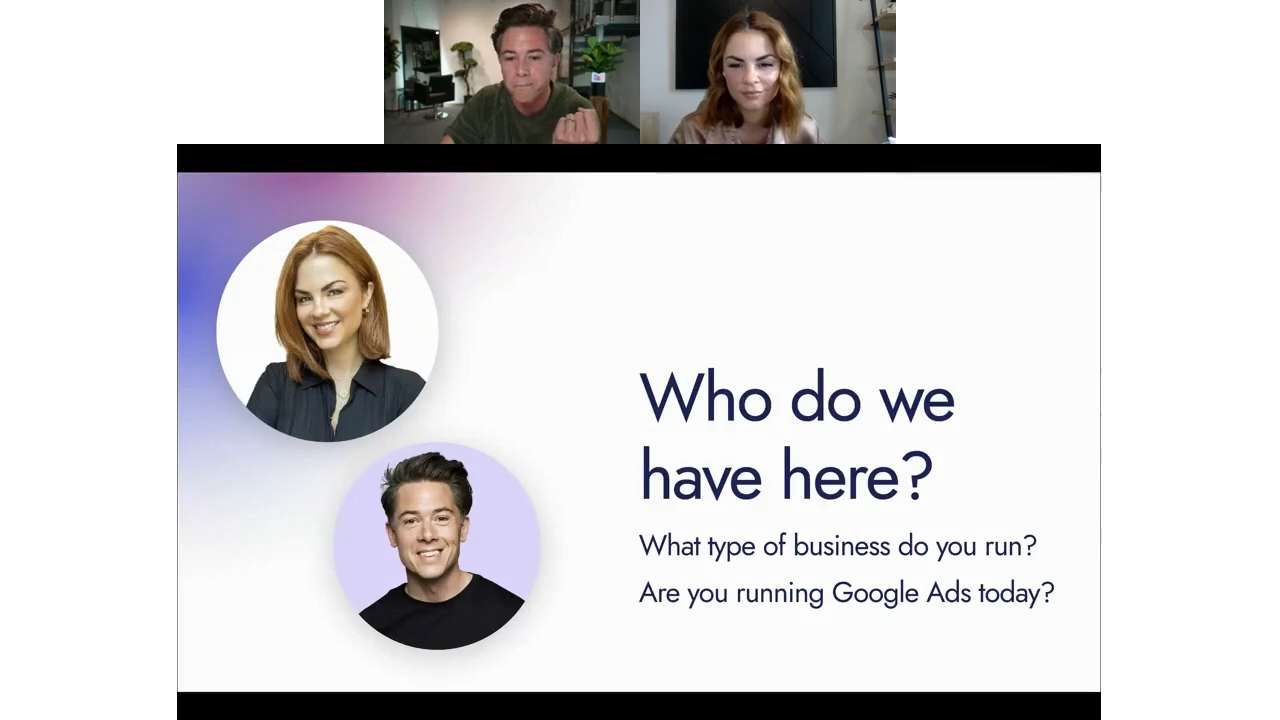 Who do we
have here?
What type of business do you run?
Are you running Google Ads today?